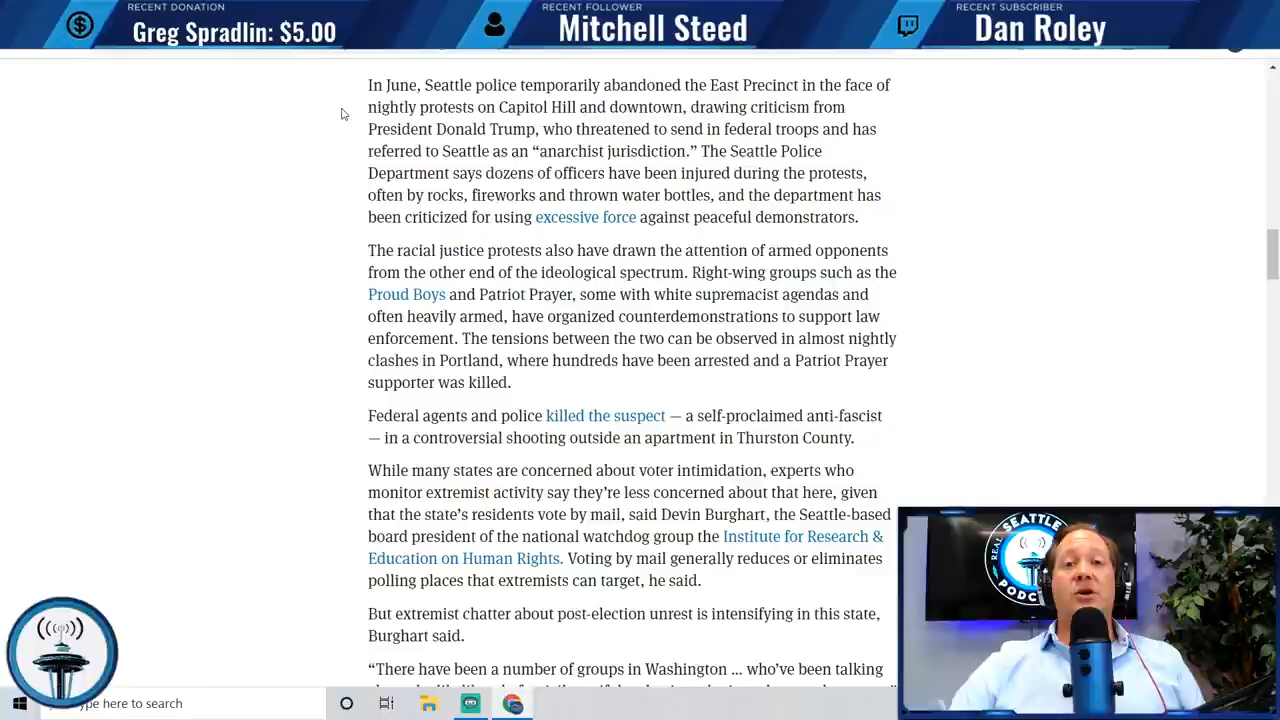 RECENT DONATION
Greg Spradlin: $5.00
RECENT FOLLOWER
Mitchell Steed
RECENT SUBSCRIBER
Dan Roley
In June, Seattle police temporarily abandoned the East Precinct in the face of
nightly protests on Capitol Hill and downtown, drawing criticism from
President Donald Trump, who threatened to send in federal troops and has
referred to Seattle as an “anarchist jurisdiction.” The Seattle Police
Department says dozens of officers have been injured during the protests,
often by rocks, fireworks and thrown water bottles, and the department has
been criticized for using excessive force against peaceful demonstrators.
The racial justice protests also have drawn the attention of armed opponents
from the other end of the ideological spectrum. Right-wing groups such as the
Proud Boys and Patriot Prayer, some with white supremacist agendas and
often heavily armed, have organized counterdemonstrations to support law
enforcement. The tensions between the two can be observed in almost nightly
clashes in Portland, where hundreds have been arrested and a Patriot Prayer
supporter was killed.
Federal agents and police killed the suspect — a self-proclaimed anti-fascist
— in a controversial shooting outside an apartment in Thurston County.
While many states are concerned about voter intimidation, experts who
monitor extremist activity say they’re less concerned about that here, given
that the state’s residents vote by mail, said Devin Burghart, the Seattle-based
board president of the national watchdog group the Institute for Research &
Education on Human Rights. Voting by mail generally reduces or eliminates
polling places that extremists can target, he said.
But extremist chatter about post-election unrest is intensifying in this state,
Burghart said.
“There have been a number of groups in Washington ... who’ve been talking
REAL SEATTLE
type here to search